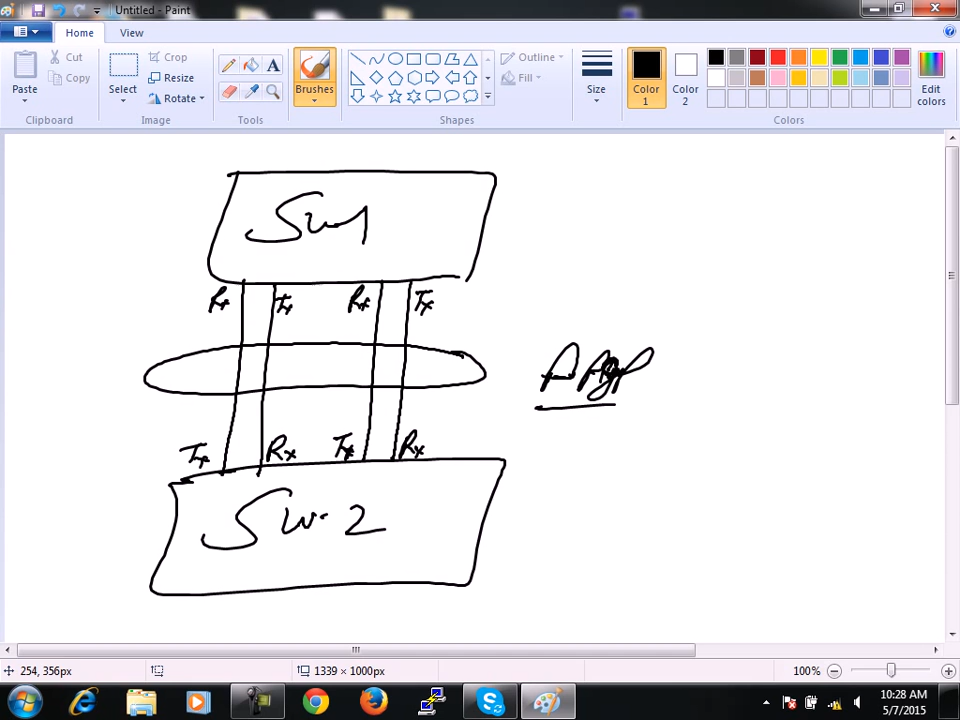 Untitled - Paint
Home View
Cut
Copy
Paste
Clipboard
Crop
Resize
Rotate
Select
Image
Tools
Brushes
Shapes
Outline
Fill
Size
Color 1
Color 2
Edit colors
Colors
SW1
Rx Tx Rx Tx
Tx Rx Tx Rx
SW-2
254, 356px
1339 × 1000px
100%
10:28 AM
5/7/2015